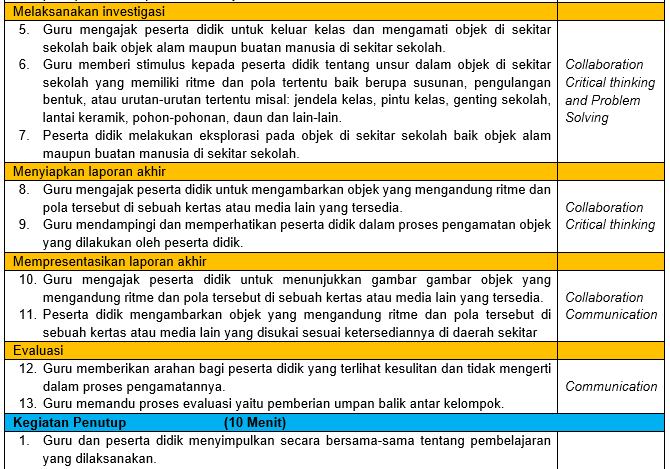 Melaksanakan investigasi
5. Guru mengajak peserta didik untuk keluar kelas dan mengamati objek di sekitar
sekolah baik objek alam maupun buatan manusia di sekitar sekolah.
6. Guru memberi stimulus kepada peserta didik tentang unsur dalam objek di sekitar
sekolah yang memiliki ritme dan pola tertentu baik berupa susunan, pengulangan
bentuk, atau urutan-urutan tertentu misal: jendela kelas, pintu kelas, genting sekolah,
lantai keramik, pohon-pohonan, daun dan lain-lain.
7. Peserta didik melakukan eksplorasi pada objek di sekitar sekolah baik objek alam
maupun buatan manusia di sekitar sekolah.
Collaboration
Critical thinking
and Problem
Solving
Menyiapkan laporan akhir
8. Guru mengajak peserta didik untuk mengambarkan objek yang mengandung ritme dan
pola tersebut di sebuah kertas atau media lain yang tersedia.
9. Guru mendampingi dan memperhatikan peserta didik dalam proses pengamatan objek
yang dilakukan oleh peserta didik.
Collaboration
Critical thinking
Mempresentasikan laporan akhir
10. Guru mengajak peserta didik untuk menunjukkan gambar gambar objek yang
mengandung ritme dan pola tersebut di sebuah kertas atau media lain yang tersedia.
11. Peserta didik mengambarkan objek yang mengandung ritme dan pola tersebut di
sebuah kertas atau media lain yang disukai sesuai ketersediannya di daerah sekitar
Collaboration
Communication
Evaluasi
12. Guru memberikan arahan bagi peserta didik yang terlihat kesulitan dan tidak mengerti
dalam proses pengamatannya.
13. Guru memandu proses evaluasi yaitu pemberian umpan balik antar kelompok.
Communication
Kegiatan Penutup (10 Menit)
1. Guru dan peserta didik menyimpulkan secara bersama-sama tentang pembelajaran
yang dilaksanakan.